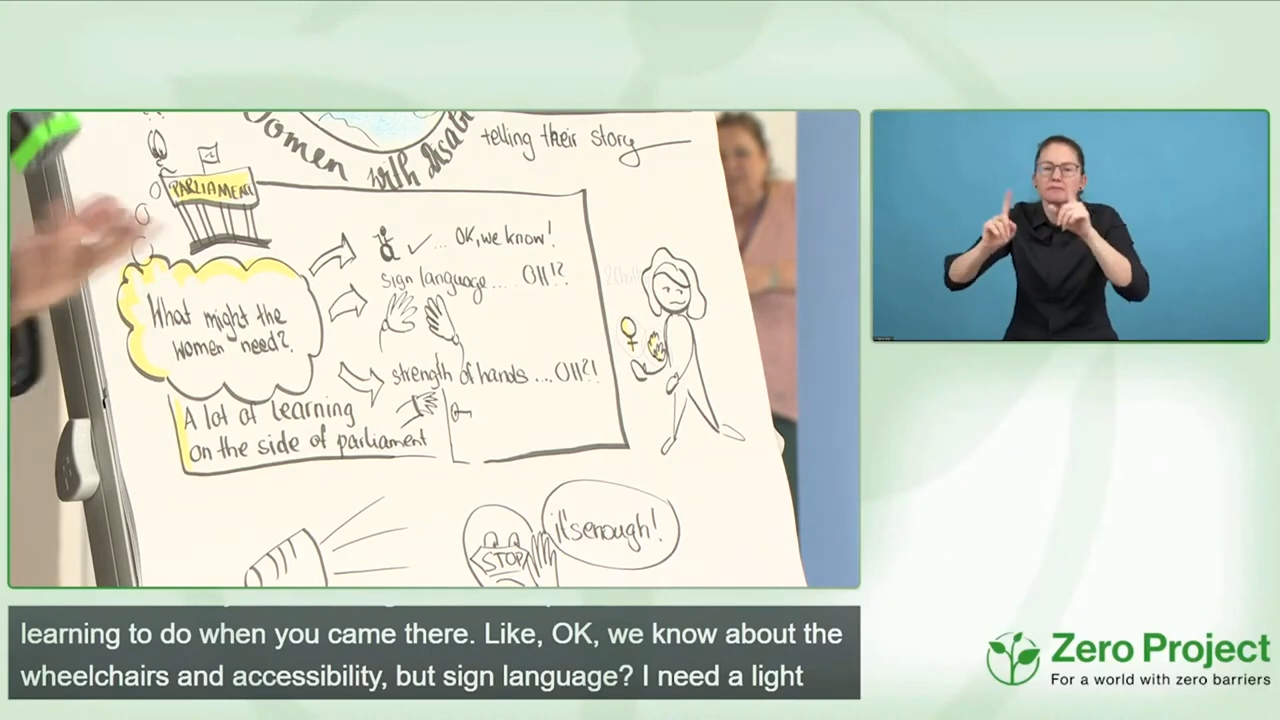 Women with
telling their story
PARLIAMENT
What might the
women need?
✓ ... OK, we know!
sign language.... OH!?
strength of hands .... OH?!
A lot of learning
on the side of parliament
STOP
it's enough!
learning to do when you came there. Like, OK, we know about the
wheelchairs and accessibility, but sign language? I need a light
Zero Project
For a world with zero barriers